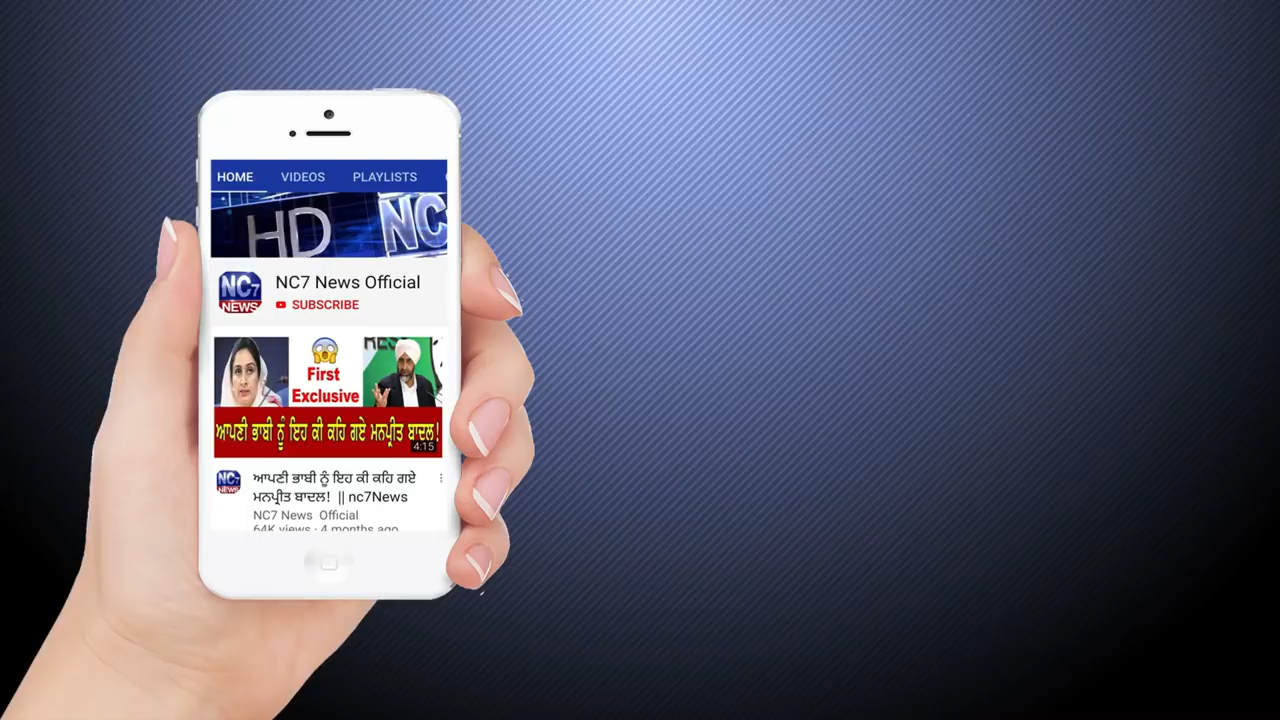 HOME VIDEOS PLAYLISTS
HD NC
NC7 News Official
NC7
NEWS
SUBSCRIBE
First
Exclusive
ਆਪਣੀ ਭਾਬੀ ਨੂੰ ਇਹ ਕੀ ਕਹਿ ਗਏ ਮਨਪ੍ਰੀਤ ਬਾਦਲ!
4:15
NC7
NEWS
ਆਪਣੀ ਭਾਬੀ ਨੂੰ ਇਹ ਕੀ ਕਹਿ ਗਏ
ਮਨਪ੍ਰੀਤ ਬਾਦਲ! || nc7News
NC7 News Official
64K views · 4 months ago